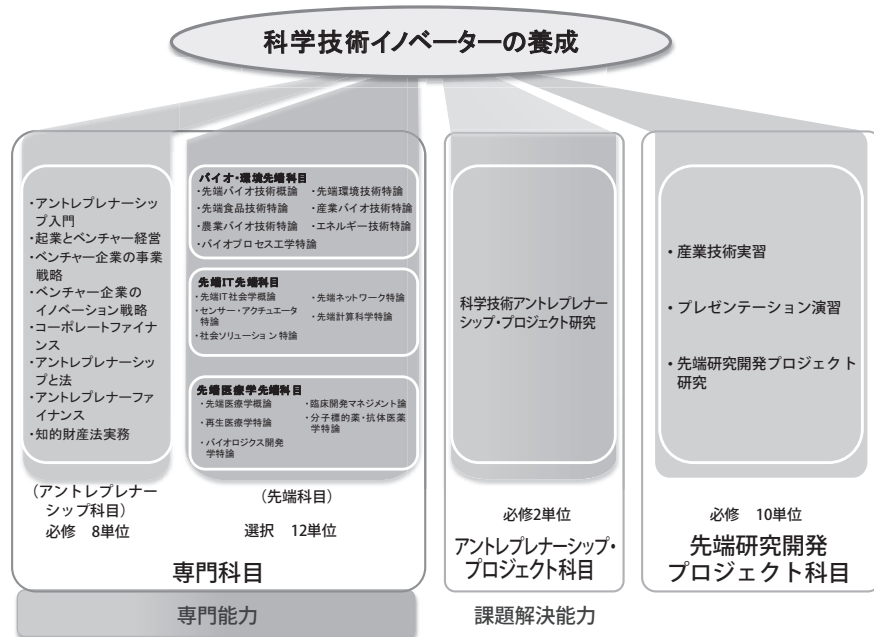 科学技術イノベーターの養成
・アントレプレナーシッ
プ入門
・起業とベンチャー経営
・ベンチャー企業の事業
戦略
・ベンチャー企業の
イノベーション戦略
・コーポレートファイナ
ンス
・アントレプレナーシッ
プと法
・アントレプレナーファ
イナンス
・知的財産法実務
(アントレプレナー
シップ科目)
必修 8単位
バイオ・環境先端科目
・先端バイオ技術概論 ・先端環境技術特論
・先端食品技術特論 ・産業バイオ技術特論
・農業バイオ技術特論 ・エネルギー技術特論
・バイオプロセス工学特論
先端IT先端科目
・先端IT社会学概論 ・先端ネットワーク特論
・センサー・アクチュエータ
特論
・先端計算科学特論
・社会ソリューション特論
先端医療学先端科目
・先端医療学概論 ・臨床開発マネジメント論
・再生医療学特論
・分子標的薬・抗体医薬
学特論
・バイオロジクス開発
学特論
(先端科目)
選択 12単位
専門科目
専門能力
科学技術アントレプレナー
シップ・プロジェクト研究
必修2単位
アントレプレナーシップ・
プロジェクト科目
課題解決能力
・産業技術実習
・プレゼンテーション演習
・先端研究開発プロジェクト
研究
必修 10単位
先端研究開発
プロジェクト科目